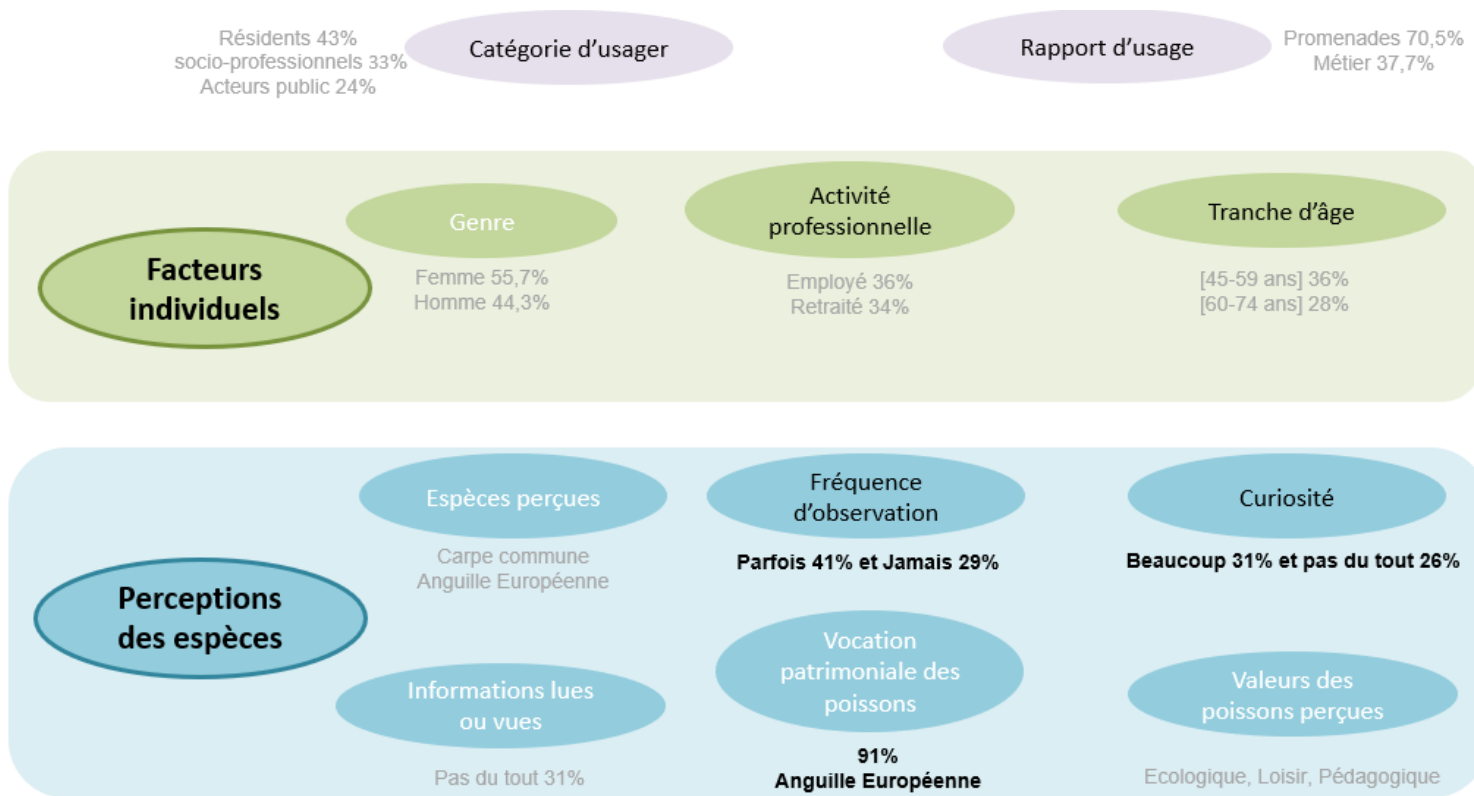 Résidents 43%
socio-professionnels 33%
Acteurs public 24%
Catégorie d'usager
Rapport d'usage
Promenades 70,5%
Métier 37,7%
Facteurs
individuels
Genre
Femme 55,7%
Homme 44,3%
Activité
professionnelle
Employé 36%
Retraité 34%
Tranche d'âge
[45-59 ans] 36%
[60-74 ans] 28%
Perceptions
des espèces
Espèces perçues
Carpe commune
Anguille Européenne
Fréquence
d'observation
Parfois 41% et Jamais 29%
Curiosité
Beaucoup 31% et pas du tout 26%
Informations lues
ou vues
Pas du tout 31%
Vocation
patrimoniale des
poissons
91%
Anguille Européenne
Valeurs des
poissons perçues
Ecologique, Loisir, Pédagogique